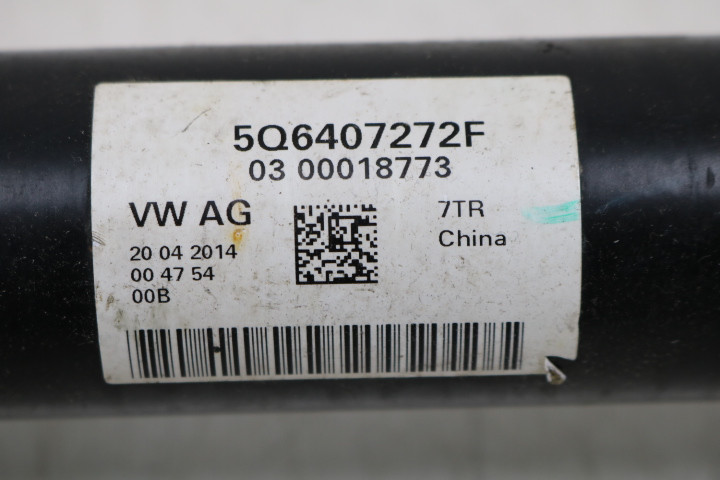 5Q6407272F
03 00018773
VW AG
7TR
China
20 04 2014
00 47 54
00B